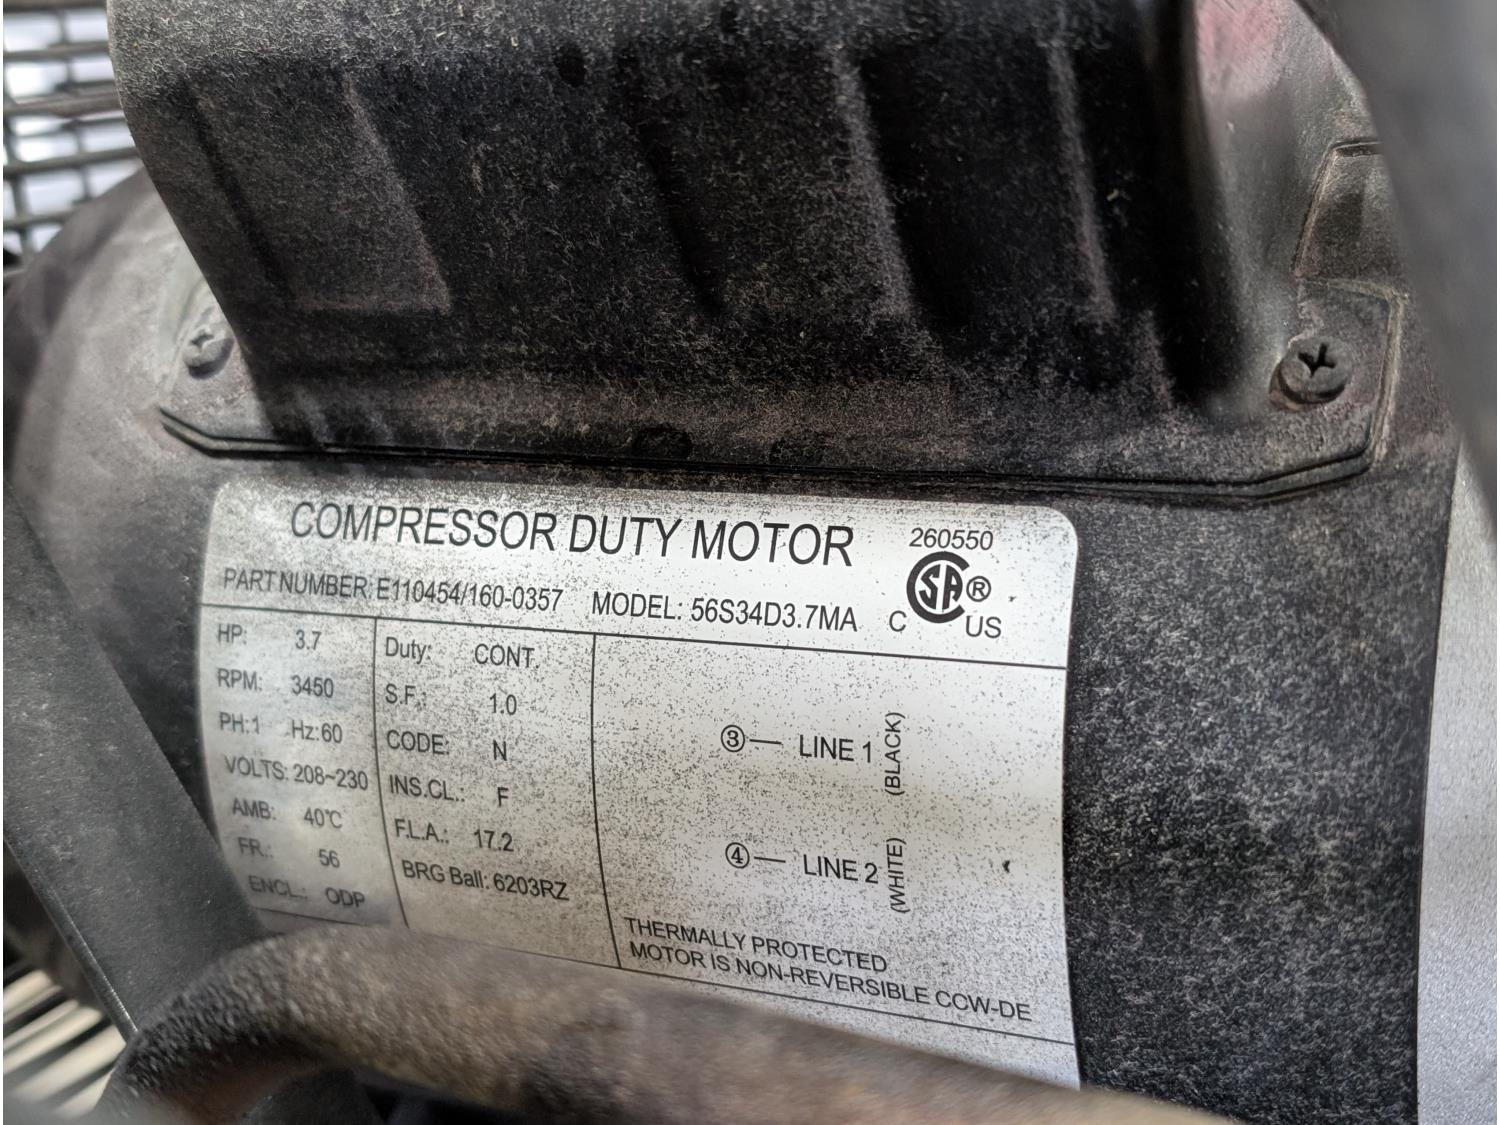 COMPRESSOR DUTY MOTOR
260550
PART NUMBER: E110454/160-0357 MODEL: 56S34D3.7MA
C SA ® US
HP: 3.7
RPM: 3450
PH:1 Hz:60
VOLTS: 208~230
AMB: 40℃
FR.: 56
ENCL.: ODP
Duty: CONT.
S.F.: 1.0
CODE: N
INS.CL.: F
F.L.A.: 17.2
BRG Ball: 6203RZ
③— LINE 1 (BLACK)
④— LINE 2 (WHITE)
THERMALLY PROTECTED
MOTOR IS NON-REVERSIBLE CCW-DE